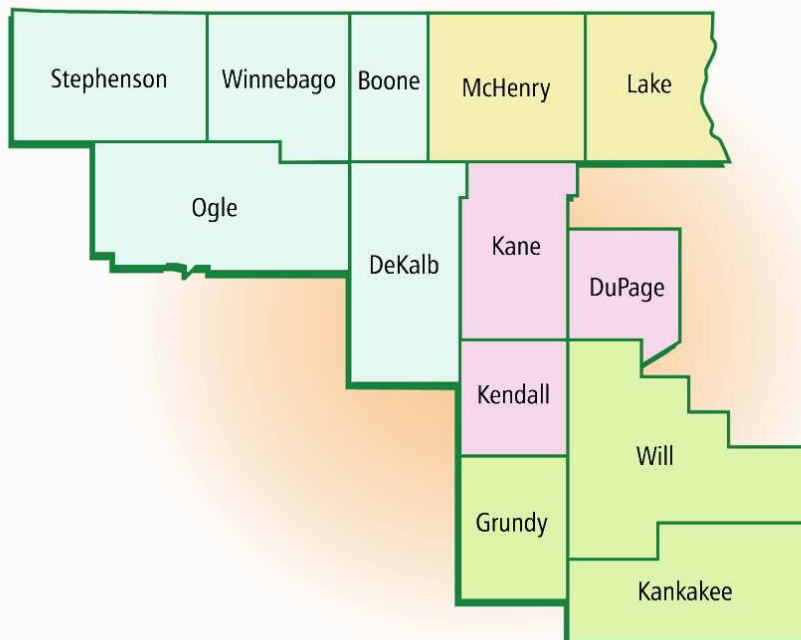 Stephenson
Winnebago
Boone
McHenry
Lake
Ogle
DeKalb
Kane
DuPage
Kendall
Will
Grundy
Kankakee